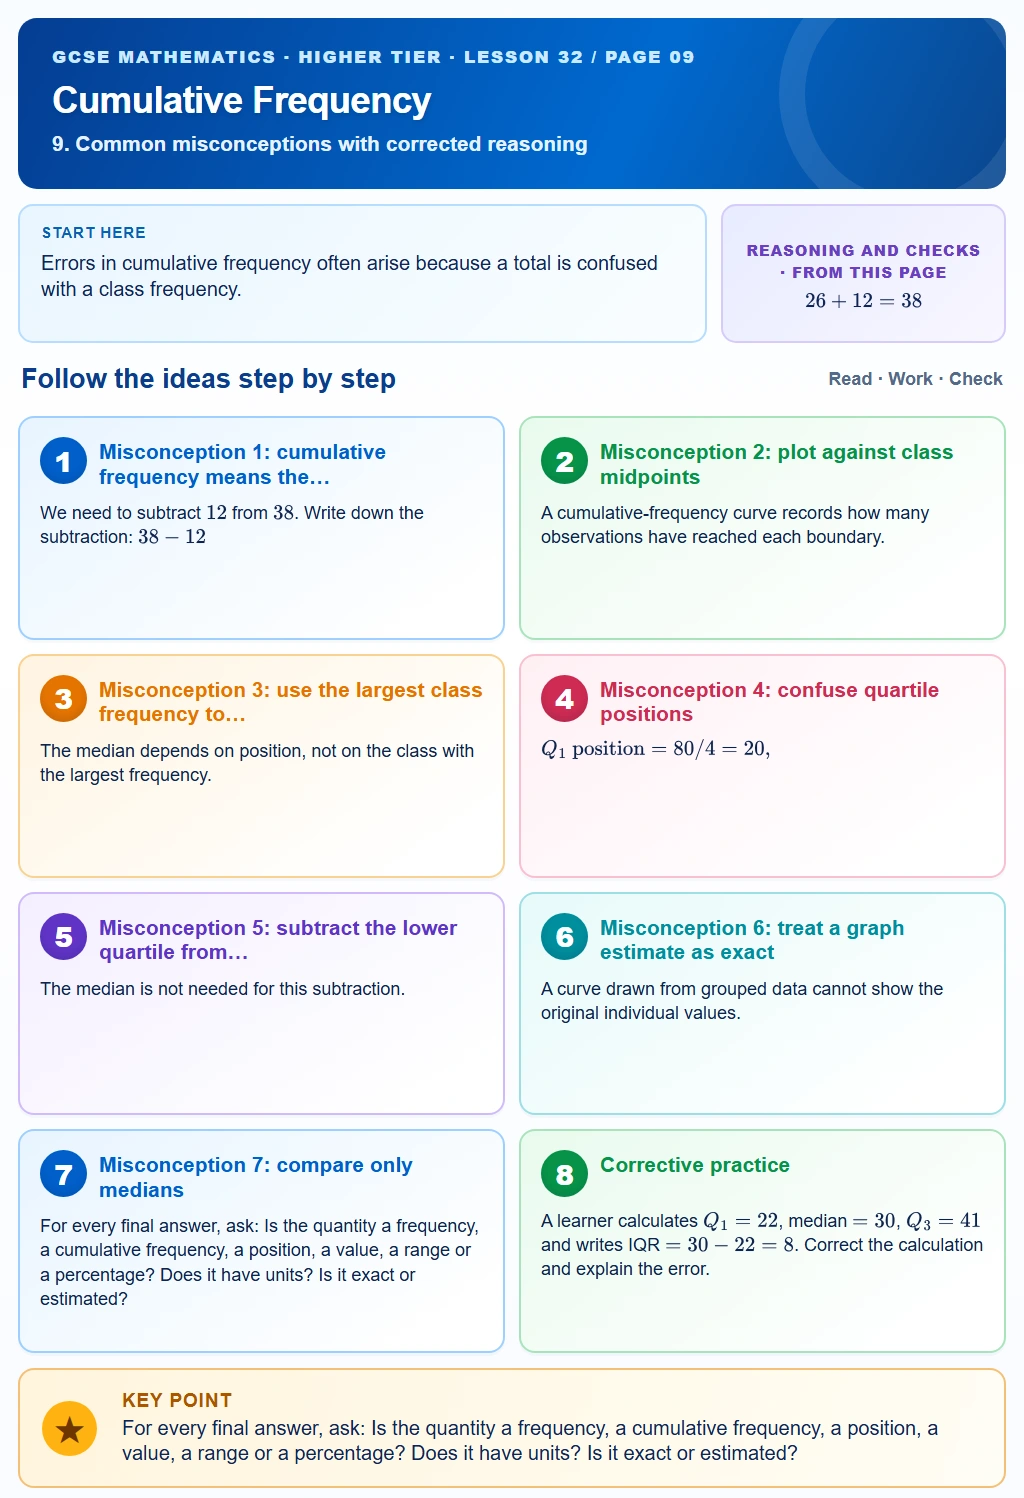 GCSE MATHEMATICS · HIGHER TIER · LESSON 32 / PAGE 09
Cumulative Frequency
9. Common misconceptions with corrected reasoning
START HERE
Errors in cumulative frequency often arise because a total is confused
with a class frequency.
REASONING AND CHECKS
· FROM THIS PAGE
26 + 12 = 38
Follow the ideas step by step
Read · Work · Check
1
Misconception 1: cumulative
frequency means the…
We need to subtract 12 from 38. Write down the
subtraction: 38 − 12
2
Misconception 2: plot against class
midpoints
A cumulative-frequency curve records how many
observations have reached each boundary.
3
Misconception 3: use the largest class
frequency to…
The median depends on position, not on the class with
the largest frequency.
4
Misconception 4: confuse quartile
positions
Q₁ position = 80/4 = 20,
5
Misconception 5: subtract the lower
quartile from…
The median is not needed for this subtraction.
6
Misconception 6: treat a graph
estimate as exact
A curve drawn from grouped data cannot show the
original individual values.
7
Misconception 7: compare only
medians
For every final answer, ask: Is the quantity a frequency,
a cumulative frequency, a position, a value, a range or
a percentage? Does it have units? Is it exact or
estimated?
8
Corrective practice
A learner calculates Q₁ = 22, median = 30, Q₃ = 41
and writes IQR = 30 − 22 = 8. Correct the calculation
and explain the error.
KEY POINT
For every final answer, ask: Is the quantity a frequency, a cumulative frequency, a position, a
value, a range or a percentage? Does it have units? Is it exact or estimated?